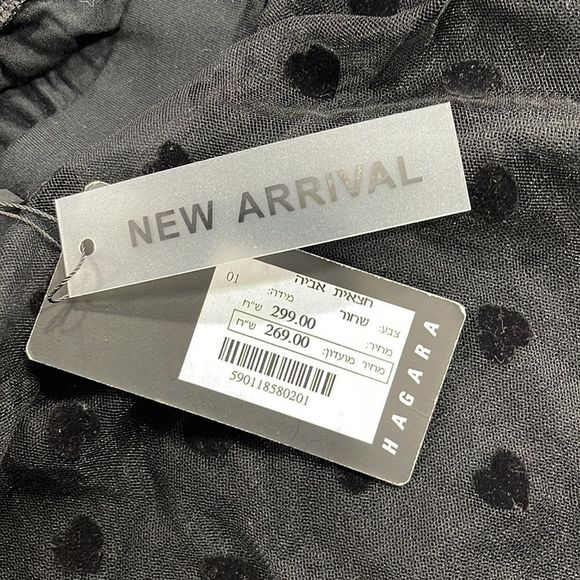 NEW ARRIVAL
חצאית אביה
צבע: שחור מידה: 01
מחיר: 299.00 ש"ח
מחיר מועדון: 269.00 ש"ח
590118580201
HAGARA